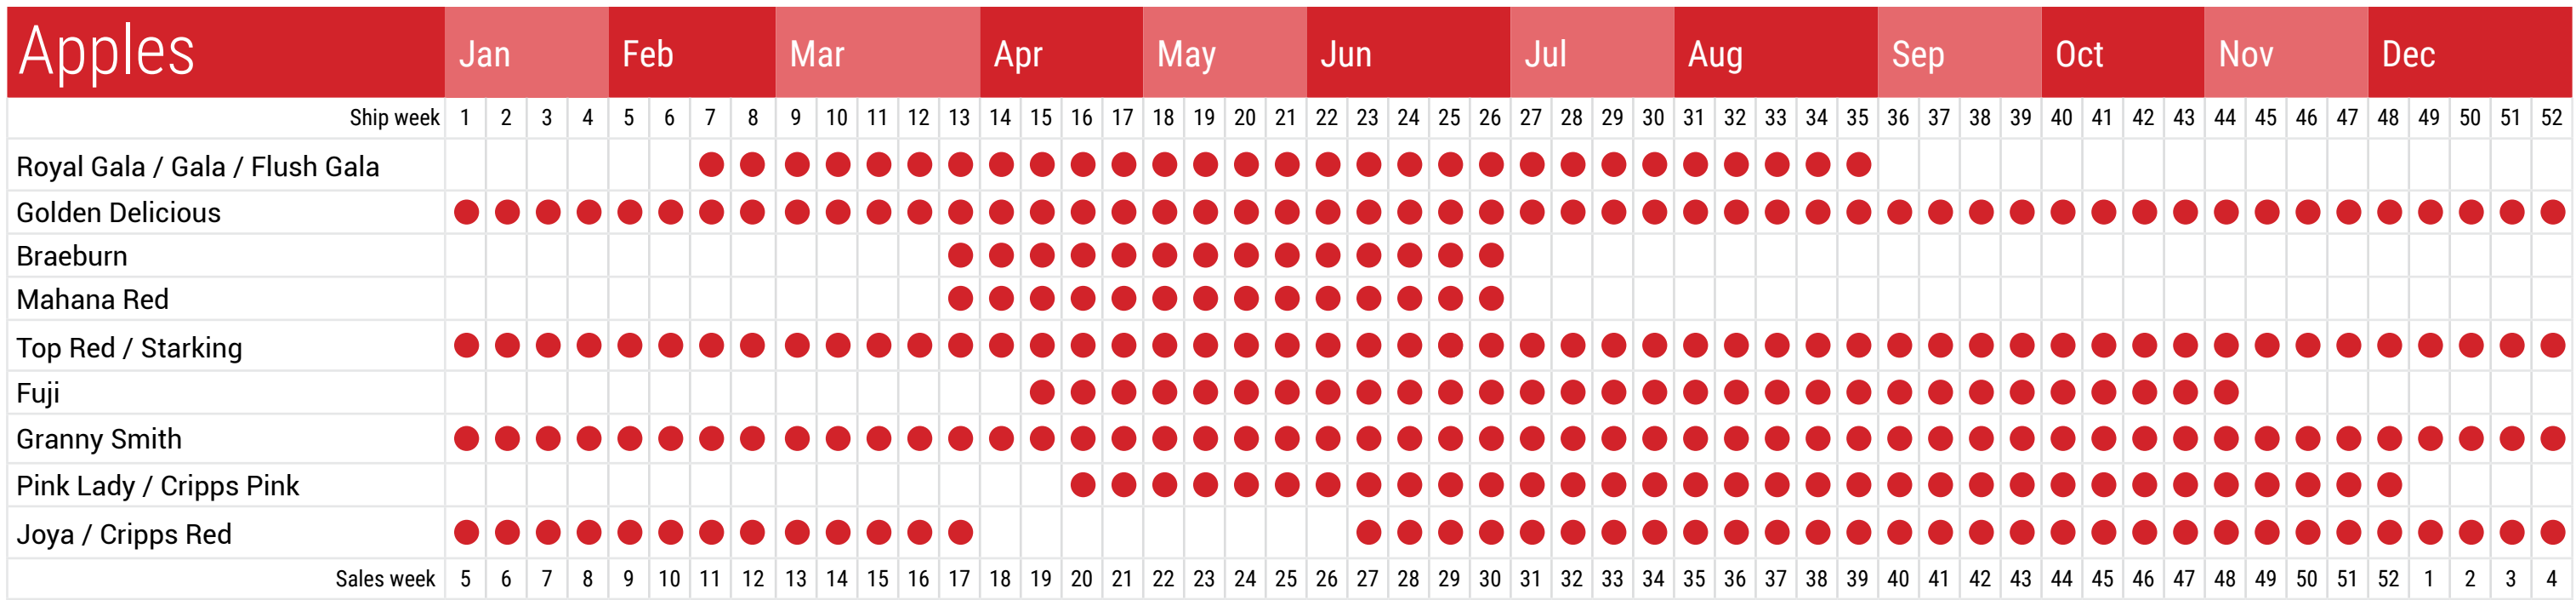 Apples Jan Feb Mar Apr May Jun Jul Aug Sep Oct Nov Dec
Ship week 1 2 3 4 5 6 7 8 9 10 11 12 13 14 15 16 17 18 19 20 21 22 23 24 25 26 27 28 29 30 31 32 33 34 35 36 37 38 39 40 41 42 43 44 45 46 47 48 49 50 51 52
Royal Gala / Gala / Flush Gala
Golden Delicious
Braeburn
Mahana Red
Top Red / Starking
Fuji
Granny Smith
Pink Lady / Cripps Pink
Joya / Cripps Red
Sales week 5 6 7 8 9 10 11 12 13 14 15 16 17 18 19 20 21 22 23 24 25 26 27 28 29 30 31 32 33 34 35 36 37 38 39 40 41 42 43 44 45 46 47 48 49 50 51 52 1 2 3 4